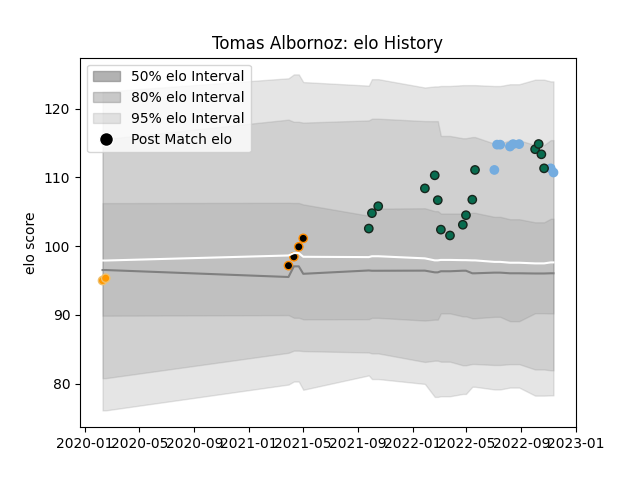 Tomas Albornoz: elo History
50% elo Interval
80% elo Interval
95% elo Interval
Post Match elo
elo score
120
110
100
90
80
2020-01 2020-05 2020-09 2021-01 2021-05 2021-09 2022-01 2022-05 2022-09 2023-01